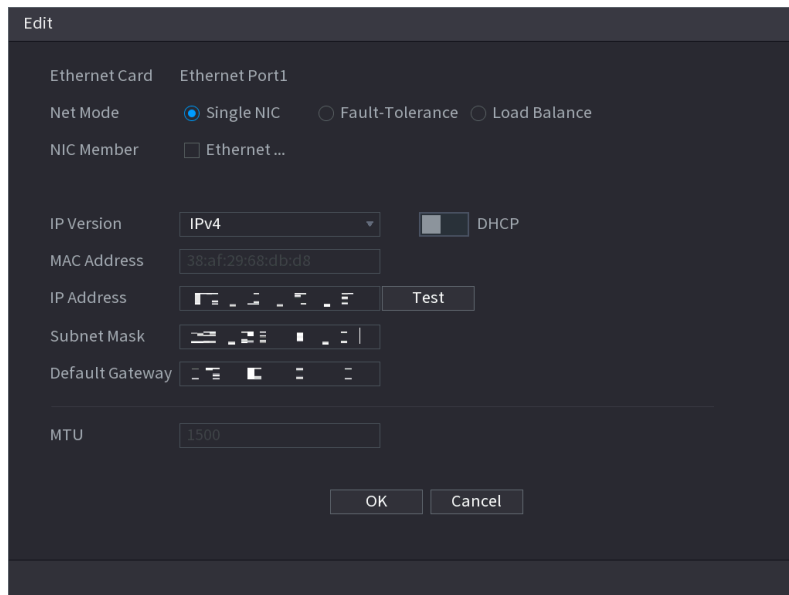 Edit
Ethernet Card Ethernet Port1
Net Mode Single NIC Fault-Tolerance Load Balance
NIC Member Ethernet ...
IP Version IPv4 DHCP
MAC Address 38:af:29:68:db:d8
IP Address Test
Subnet Mask
Default Gateway
MTU 1500
OK Cancel